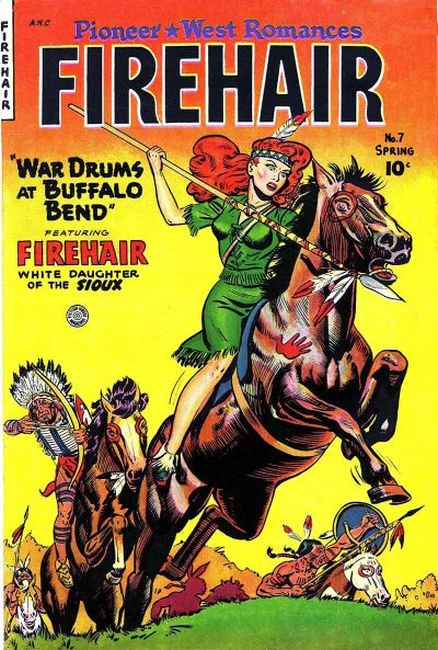 FIREHAIR
A.H.C
Pioneer ★ West Romances
FIREHAIR
No. 7
SPRING
10¢
"WAR DRUMS
AT BUFFALO
BEND"
FEATURING
FIREHAIR
WHITE DAUGHTER
OF THE SIOUX